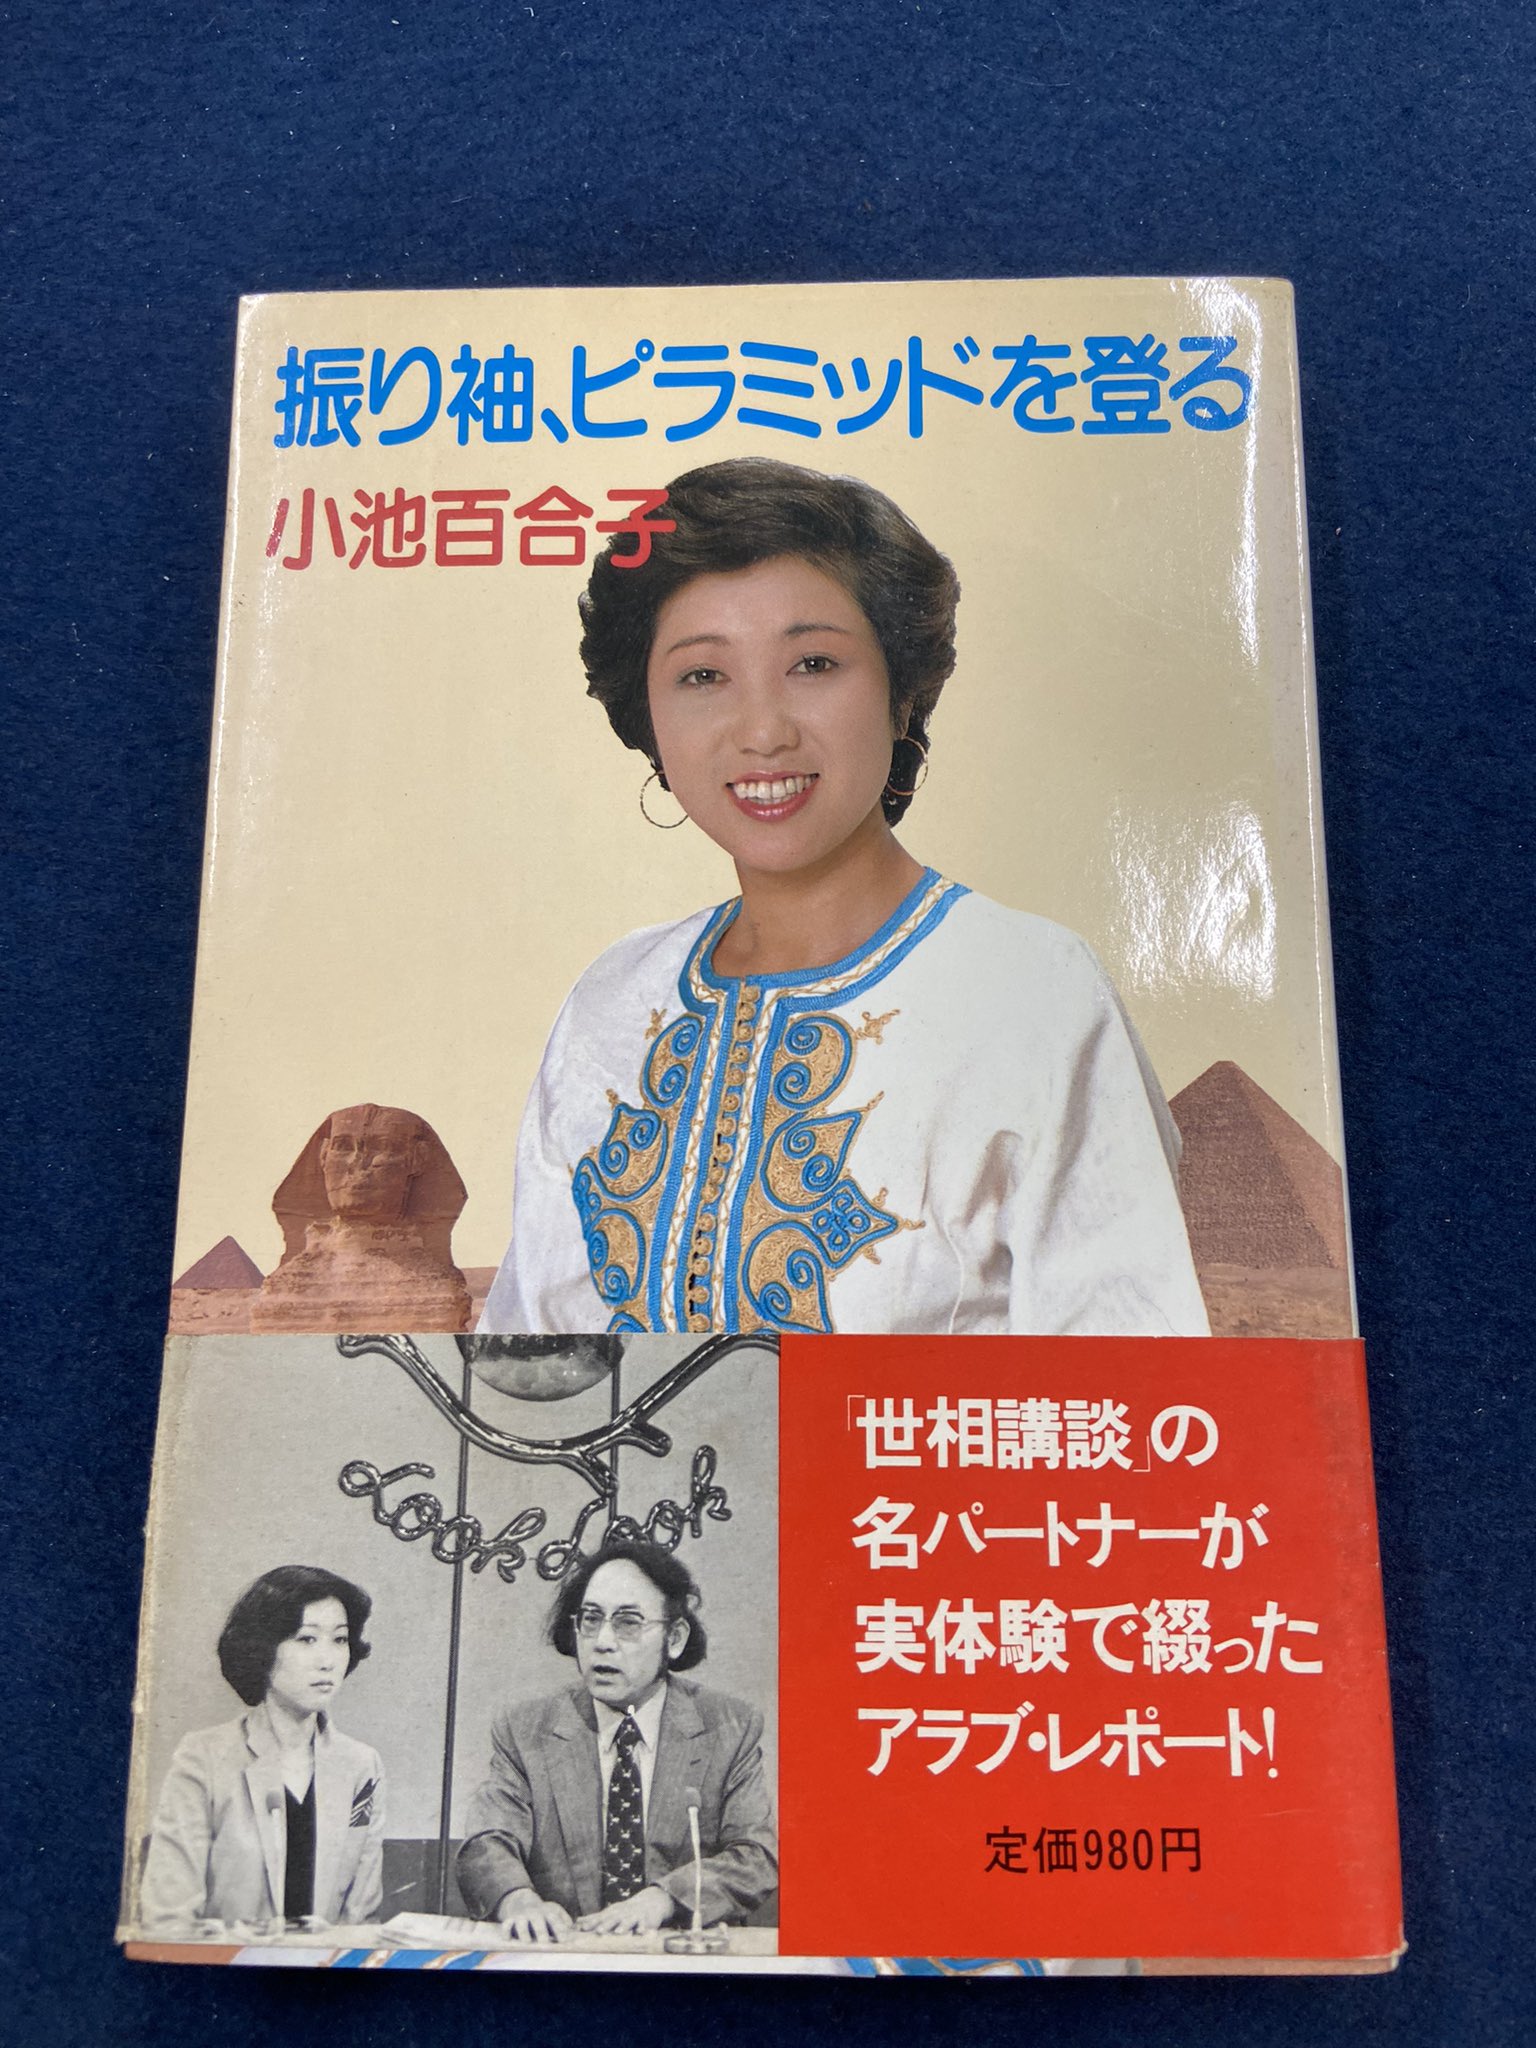 振り袖、ピラミッドを登る
小池百合子
Look Look
「世相講談」の
名パートナーが
実体験で綴った
アラブ・レポート!
定価980円